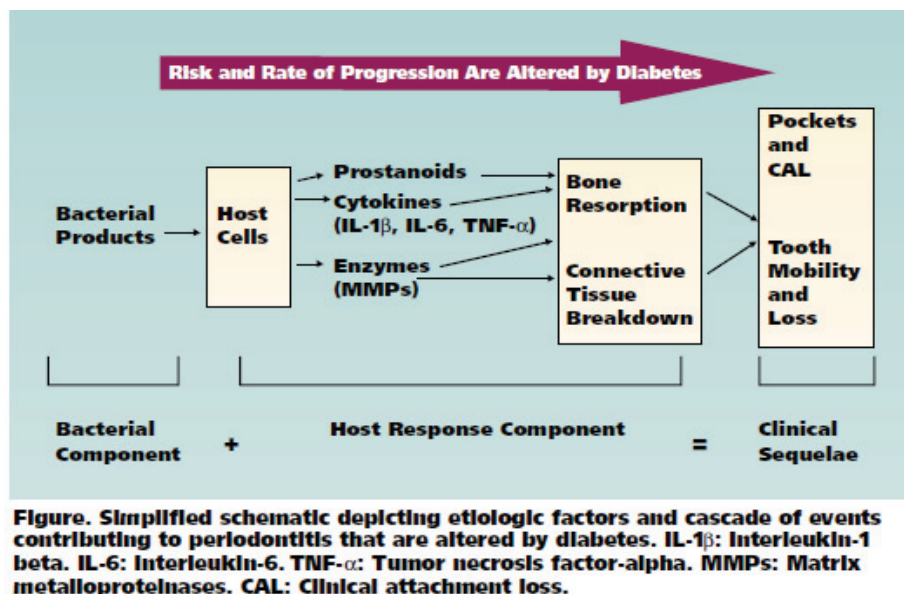 Risk and Rate of Progression Are Altered by Diabetes
Pockets
and
CAL
Prostanoids
Cytokines
(IL-1β, IL-6, TNF-α)
Enzymes
(MMPs)
Bacterial
Products
Host
Cells
Bone
Resorption
Connective
Tissue
Breakdown
Tooth
Mobility
and
Loss
Bacterial
Component
+
Host Response Component
=
Clinical
Sequelae
Figure. Simplified schematic depicting etiologic factors and cascade of events
contributing to periodontitis that are altered by diabetes. IL-1β: Interleukin-1
beta. IL-6: Interleukin-6. TNF-α: Tumor necrosis factor-alpha. MMPs: Matrix
metalloproteinases. CAL: Clinical attachment loss.